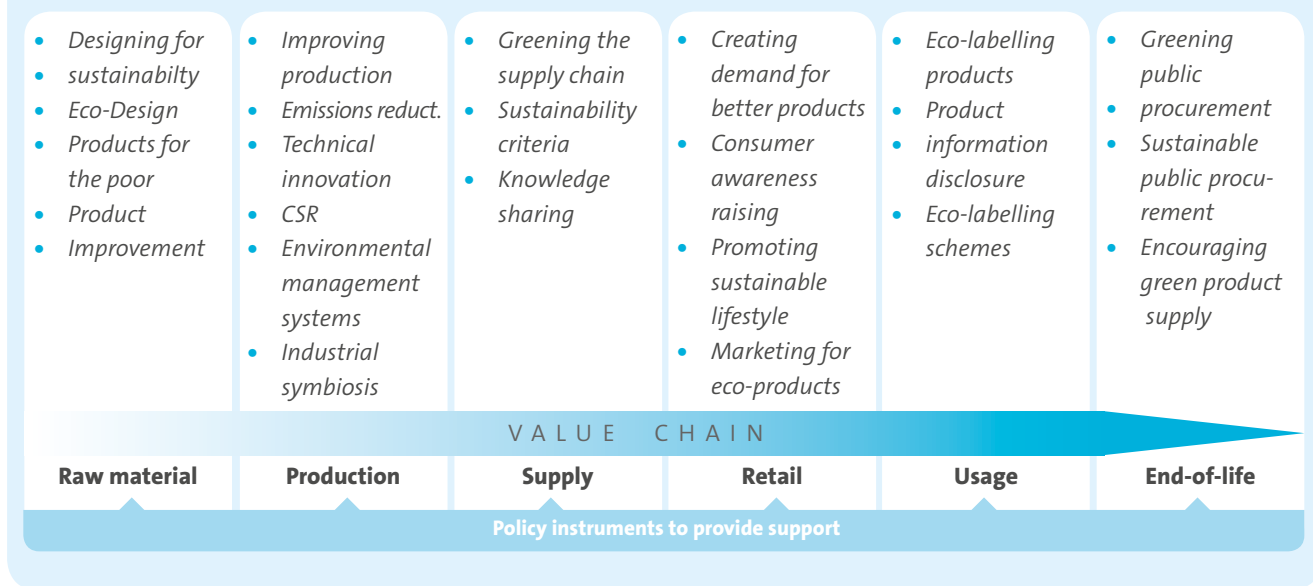 • Designing for
• sustainabilty
• Eco-Design
• Products for
the poor
• Product
• Improvement
• Improving
production
• Emissions reduct.
• Technical
innovation
• CSR
• Environmental
management
systems
• Industrial
symbiosis
• Greening the
supply chain
• Sustainability
criteria
• Knowledge
sharing
• Creating
demand for
better products
• Consumer
awareness
raising
• Promoting
sustainable
lifestyle
• Marketing for
eco-products
• Eco-labelling
products
• Product
• information
disclosure
• Eco-labelling
schemes
• Greening
public
• procurement
• Sustainable
public procu-
rement
• Encouraging
green product
supply
VALUE CHAIN
Raw material
Production
Supply
Retail
Usage
End-of-life
Policy instruments to provide support